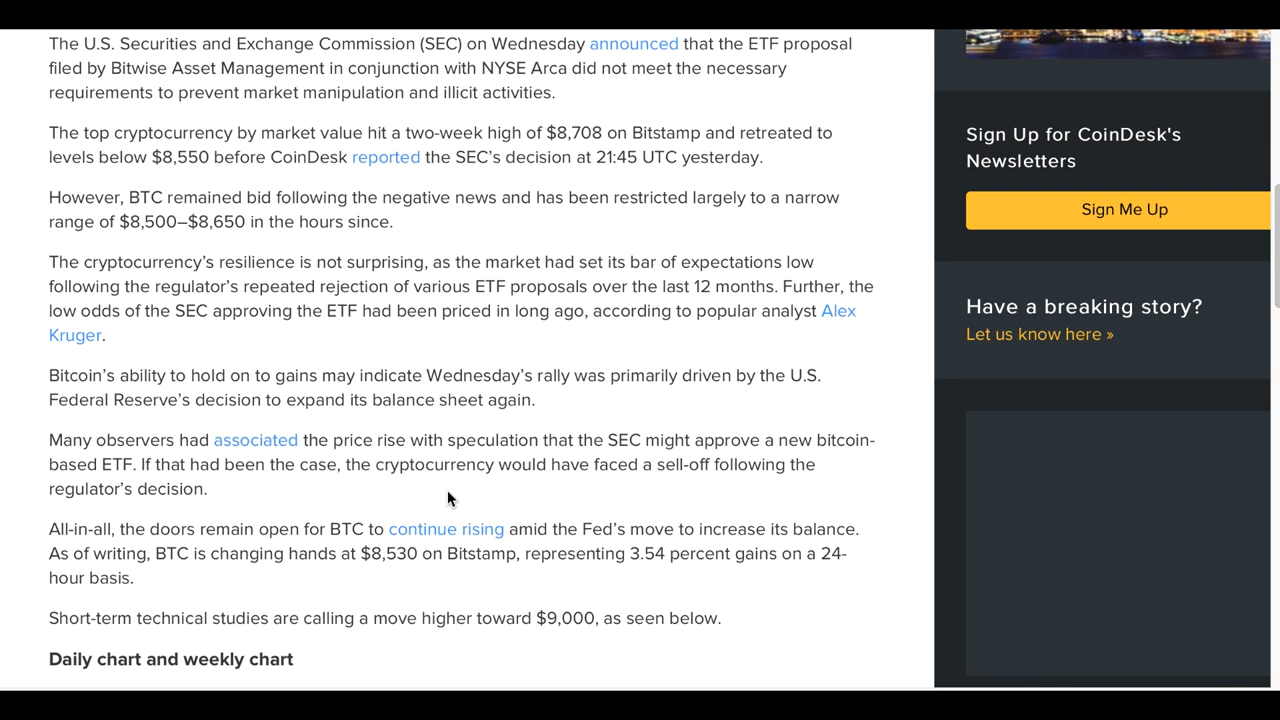 The U.S. Securities and Exchange Commission (SEC) on Wednesday announced that the ETF proposal
filed by Bitwise Asset Management in conjunction with NYSE Arca did not meet the necessary
requirements to prevent market manipulation and illicit activities.
The top cryptocurrency by market value hit a two-week high of $8,708 on Bitstamp and retreated to
levels below $8,550 before CoinDesk reported the SEC’s decision at 21:45 UTC yesterday.
However, BTC remained bid following the negative news and has been restricted largely to a narrow
range of $8,500–$8,650 in the hours since.
The cryptocurrency’s resilience is not surprising, as the market had set its bar of expectations low
following the regulator’s repeated rejection of various ETF proposals over the last 12 months. Further, the
low odds of the SEC approving the ETF had been priced in long ago, according to popular analyst Alex
Kruger.
Bitcoin’s ability to hold on to gains may indicate Wednesday’s rally was primarily driven by the U.S.
Federal Reserve’s decision to expand its balance sheet again.
Many observers had associated the price rise with speculation that the SEC might approve a new bitcoin-
based ETF. If that had been the case, the cryptocurrency would have faced a sell-off following the
regulator’s decision.
All-in-all, the doors remain open for BTC to continue rising amid the Fed’s move to increase its balance.
As of writing, BTC is changing hands at $8,530 on Bitstamp, representing 3.54 percent gains on a 24-
hour basis.
Short-term technical studies are calling a move higher toward $9,000, as seen below.
Daily chart and weekly chart
Sign Up for CoinDesk's
Newsletters
Sign Me Up
Have a breaking story?
Let us know here »